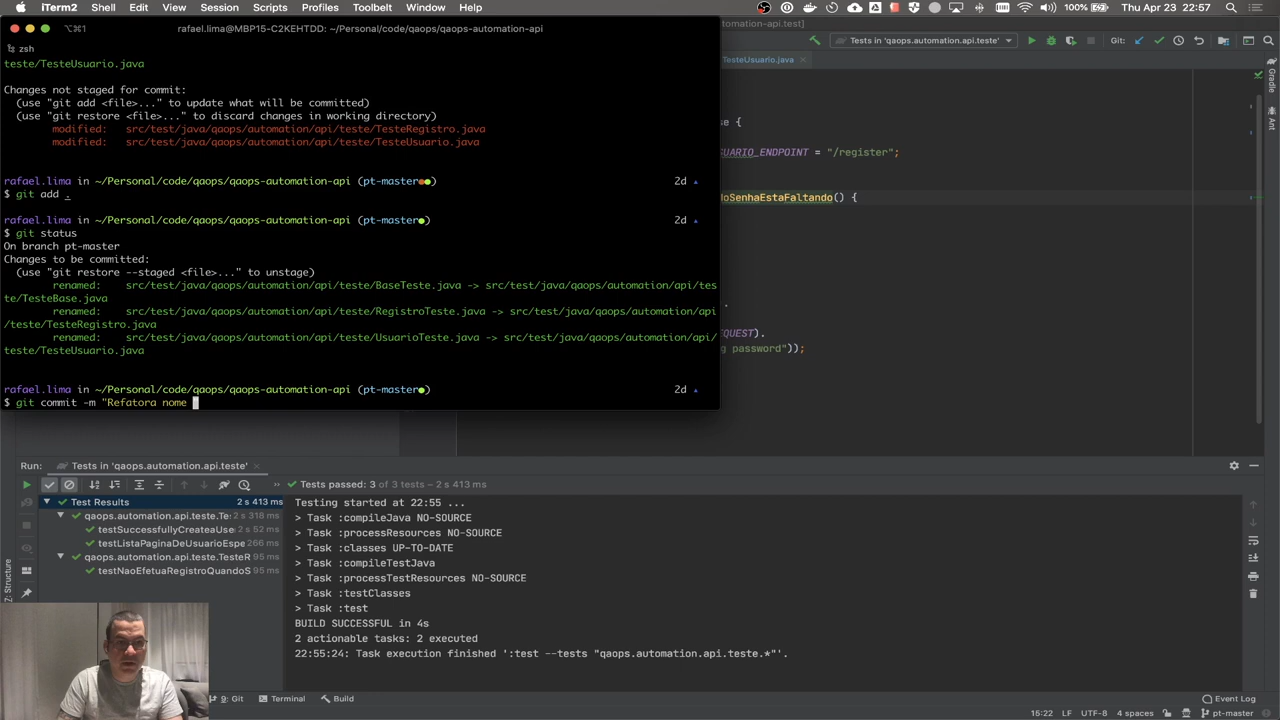 iTerm2 Shell Edit View Session Scripts Profiles Toolbelt Window Help
100% Thu Apr 7 22:57
⌥⌘1 rafael.lima@MBP15-C2KEHTDD: ~/Personal/code/qaops/qaops-automation-api
zsh
teste/TesteUsuario.java
Changes not staged for commit:
(use "git add <file>..." to update what will be committed)
(use "git restore <file>..." to discard changes in working directory)
modified: src/test/java/qaops/automation/api/teste/TesteRegistro.java
modified: src/test/java/qaops/automation/api/teste/TesteUsuario.java
rafael.lima in ~/Personal/code/qaops/qaops-automation-api (pt-master●●) 2d ▲
$ git add .
rafael.lima in ~/Personal/code/qaops/qaops-automation-api (pt-master●) 2d ▲
$ git status
On branch pt-master
Changes to be committed:
(use "git restore --staged <file>..." to unstage)
renamed: src/test/java/qaops/automation/api/teste/BaseTeste.java -> src/test/java/qaops/automation/api/tes
te/TesteBase.java
renamed: src/test/java/qaops/automation/api/teste/RegistroTeste.java -> src/test/java/qaops/automation/api
/teste/TesteRegistro.java
renamed: src/test/java/qaops/automation/api/teste/UsuarioTeste.java -> src/test/java/qaops/automation/api/
teste/TesteUsuario.java
rafael.lima in ~/Personal/code/qaops/qaops-automation-api (pt-master●) 2d ▲
$ git commit -m "Refatora nome
tomation-api.test]
Tests in 'qaops.automation.api.teste' Git:
TesteUsuario.java
se {
SUARIO_ENDPOINT = "/register";
doSenhaEstaFaltando() {
.
QUEST).
g password"));
Gradle
Ant
Run: Tests in 'qaops.automation.api.teste'
Tests passed: 3 of 3 tests – 2 s 413 ms
Test Results 2 s 413 ms
qaops.automation.api.teste.Te 2 s 318 ms
testSuccessfullyCreateaUse 2 s 52 ms
testListaPaginaDeUsuarioEspe 266 ms
qaops.automation.api.teste.TesteR 95 ms
testNaoEfetuaRegistroQuandoS 95 ms
Testing started at 22:55 ...
> Task :compileJava NO-SOURCE
> Task :processResources NO-SOURCE
> Task :classes UP-TO-DATE
> Task :compileTestJava
> Task :processTestResources NO-SOURCE
> Task :testClasses
> Task :test
BUILD SUCCESSFUL in 4s
2 actionable tasks: 2 executed
22:55:24: Task execution finished ':test --tests "qaops.automation.api.teste.*"'.
Z: Structure
9: Git Terminal Build Event Log
15:22 LF UTF-8 4 spaces pt-master